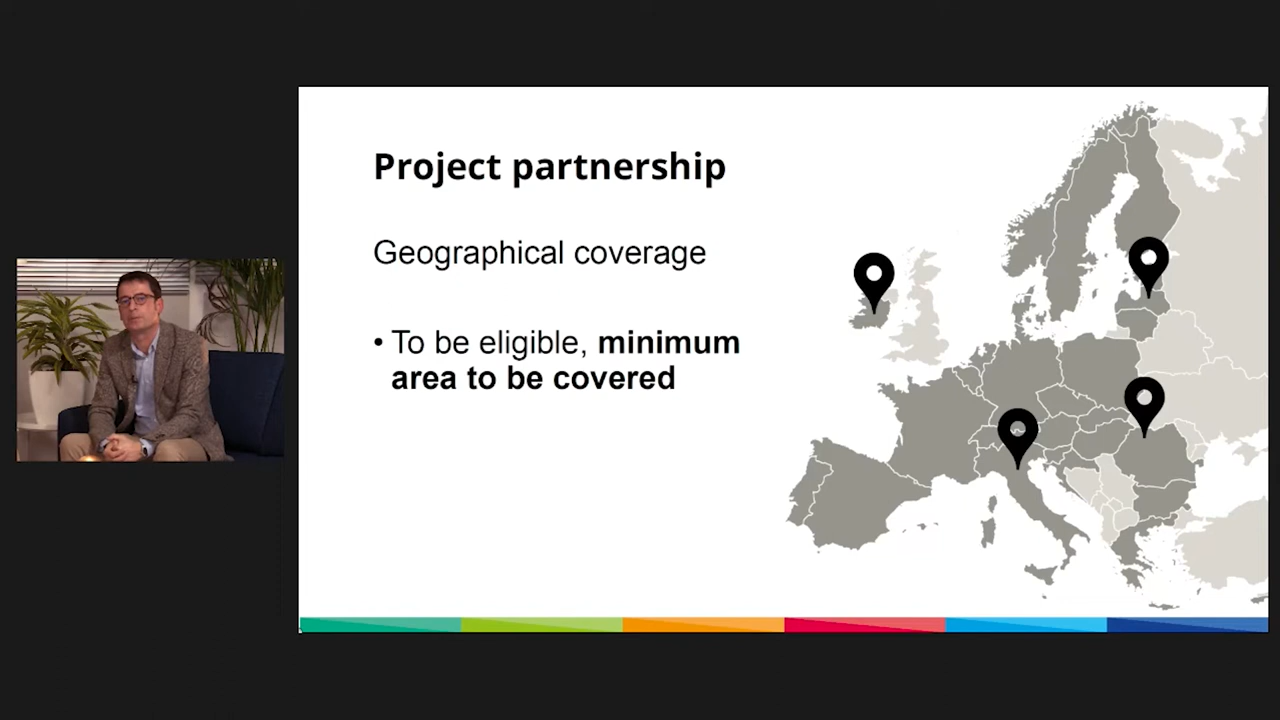 Project partnership
Geographical coverage
• To be eligible, minimum
area to be covered